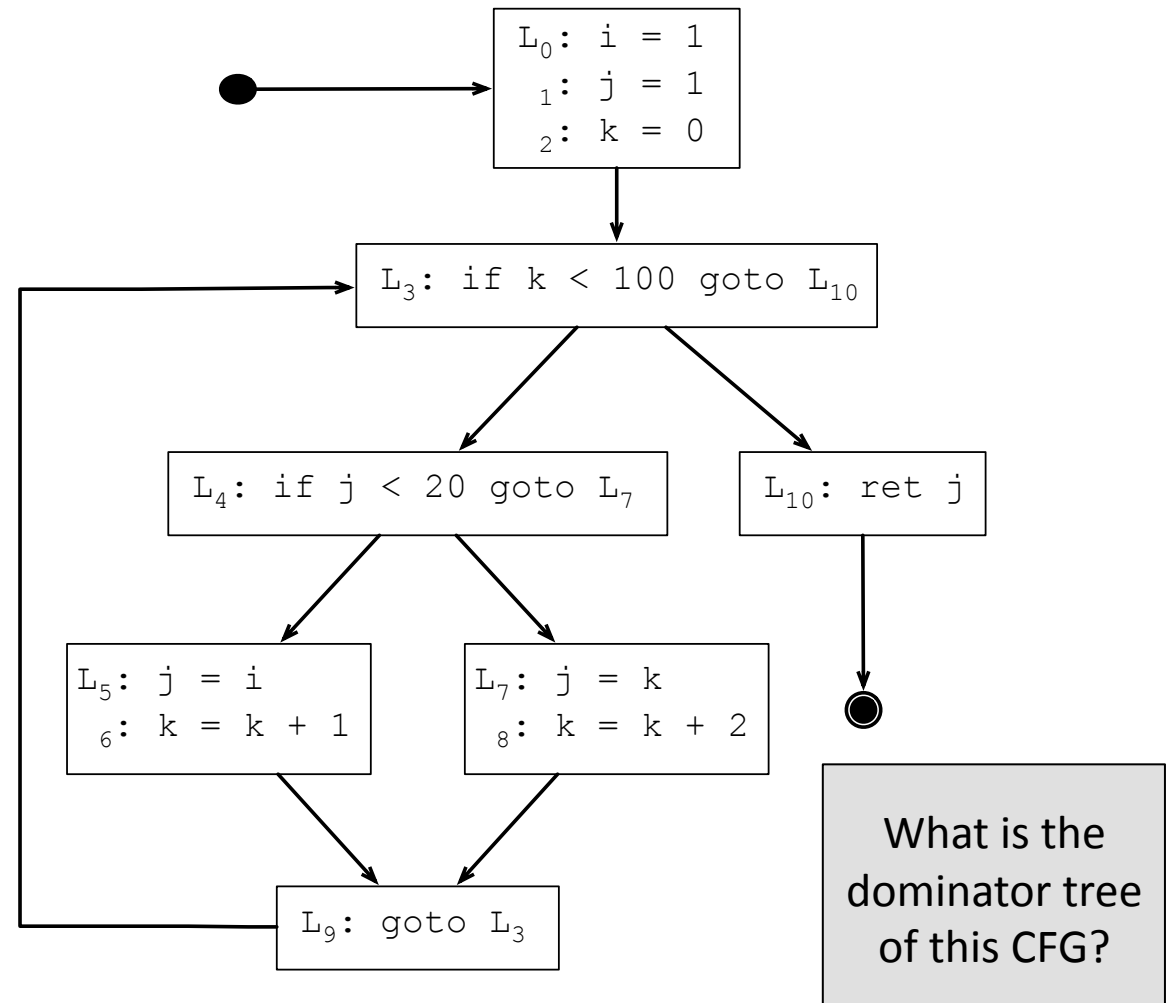 L₀: i = 1
₁: j = 1
₂: k = 0
L₃: if k < 100 goto L₁₀
L₄: if j < 20 goto L₇
L₁₀: ret j
L₅: j = i
₆: k = k + 1
L₇: j = k
₈: k = k + 2
L₉: goto L₃
What is the
dominator tree
of this CFG?